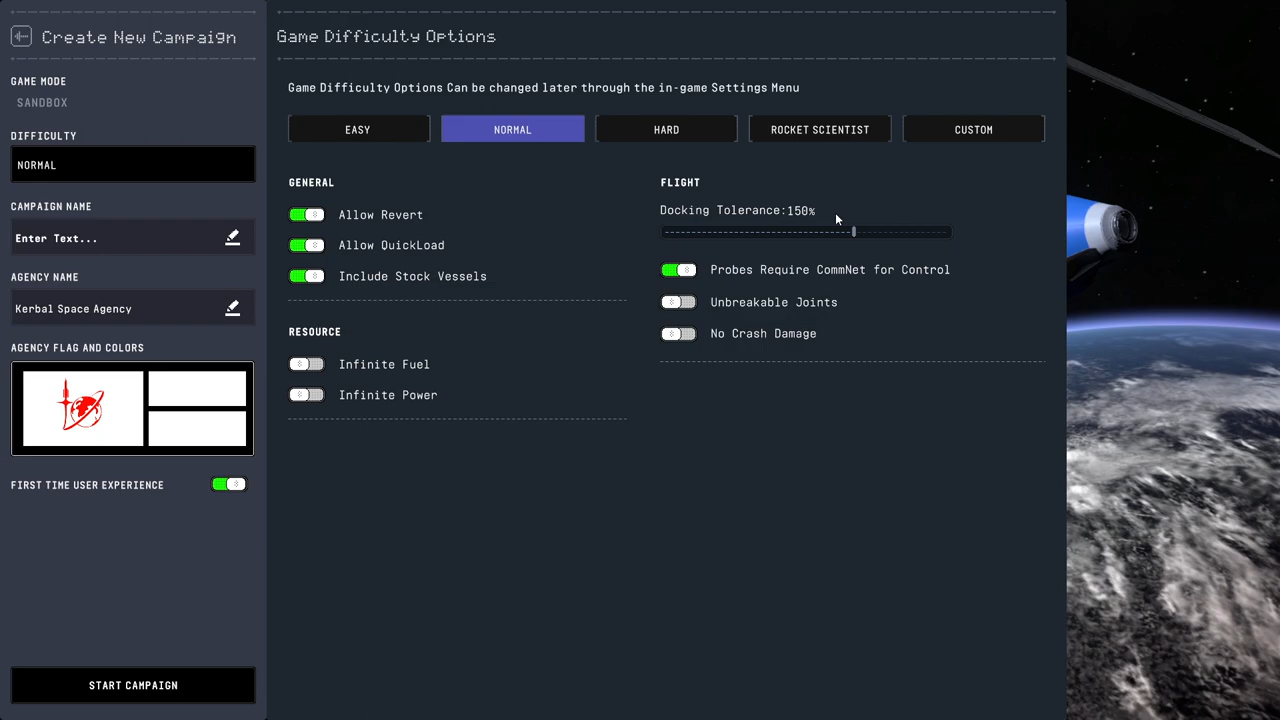 Create New Campaign
GAME MODE
SANDBOX
DIFFICULTY
NORMAL
CAMPAIGN NAME
Enter Text...
AGENCY NAME
Kerbal Space Agency
AGENCY FLAG AND COLORS
FIRST TIME USER EXPERIENCE
START CAMPAIGN
Game Difficulty Options
Game Difficulty Options Can be changed later through the in-game Settings Menu
EASY
NORMAL
HARD
ROCKET SCIENTIST
CUSTOM
GENERAL
Allow Revert
Allow QuickLoad
Include Stock Vessels
RESOURCE
Infinite Fuel
Infinite Power
FLIGHT
Docking Tolerance:150%
Probes Require CommNet for Control
Unbreakable Joints
No Crash Damage